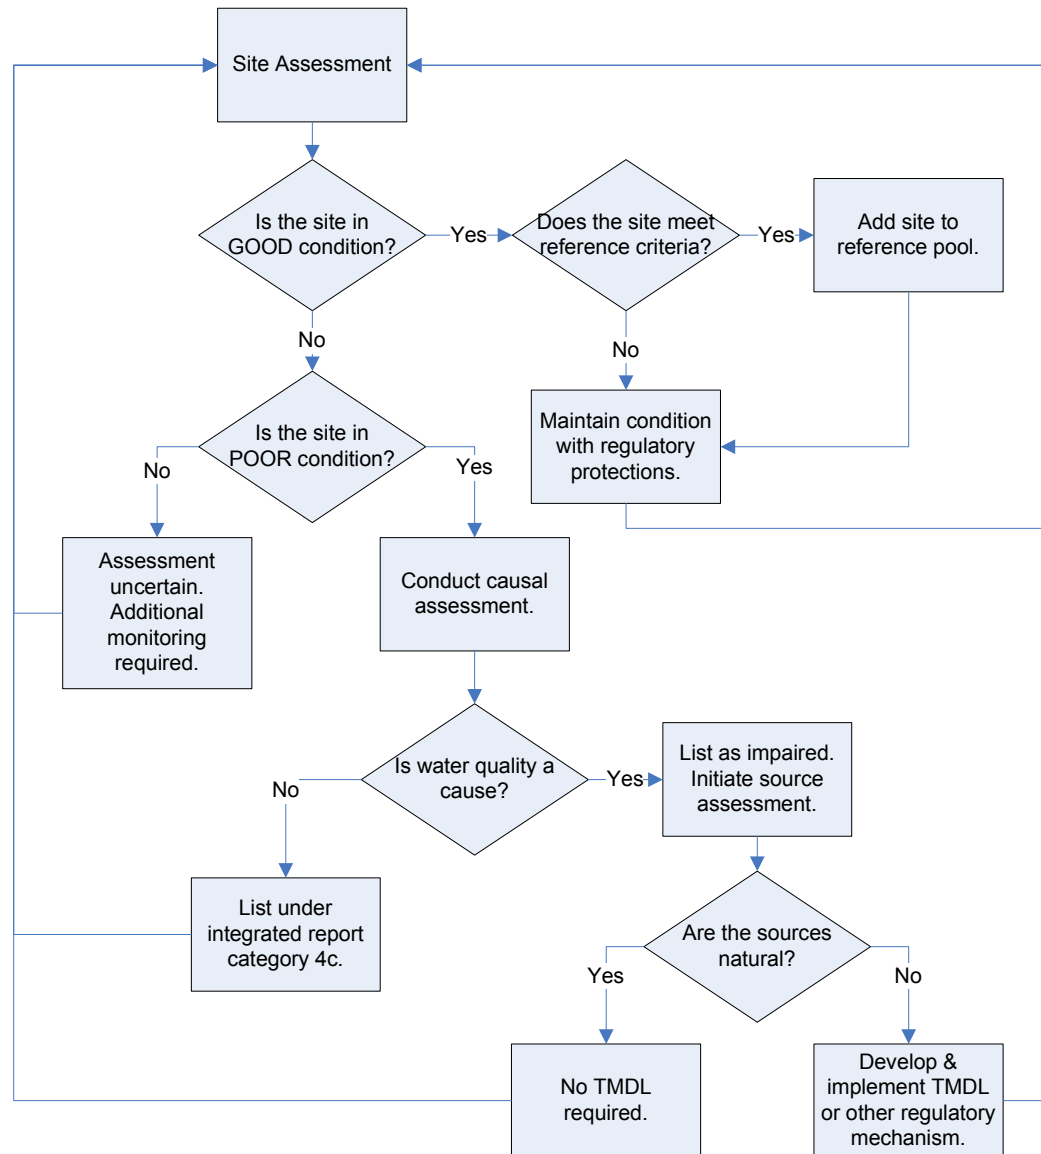 Site Assessment
Is the site in
GOOD condition?
Yes
Does the site meet
reference criteria?
Yes
Add site to
reference pool.
No
No
Is the site in
POOR condition?
Maintain condition
with regulatory
protections.
No
Yes
Assessment
uncertain.
Additional
monitoring
required.
Conduct causal
assessment.
Is water quality a
cause?
No
Yes
List as impaired.
Initiate source
assessment.
List under
integrated report
category 4c.
Are the sources
natural?
Yes
No
No TMDL
required.
Develop &
implement TMDL
or other regulatory
mechanism.